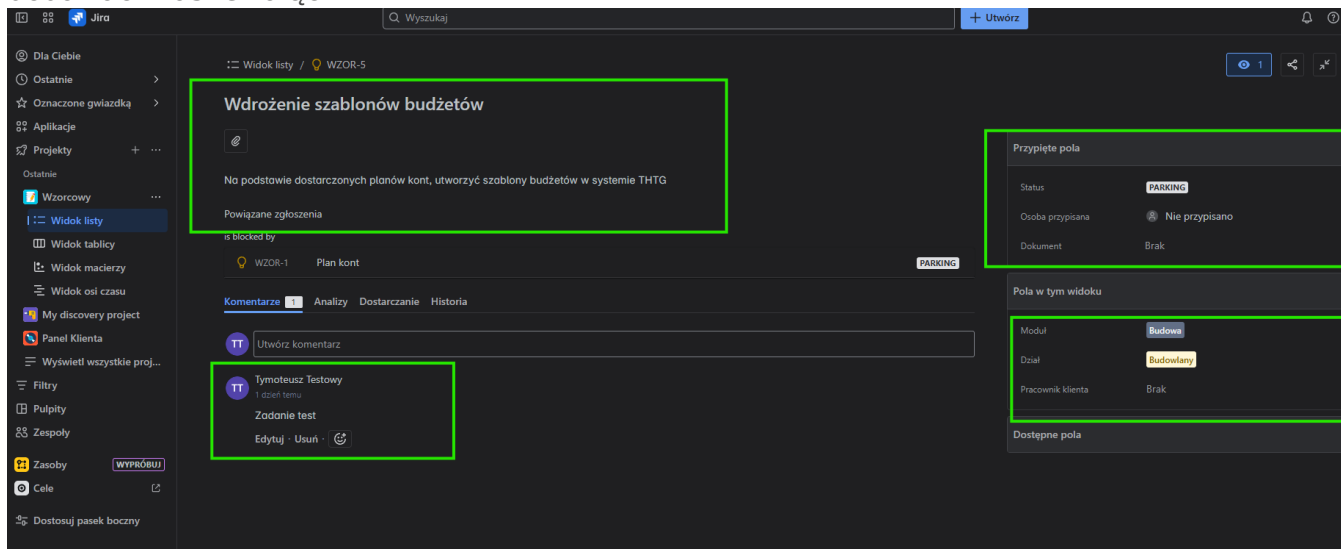 Jira
Wyszukaj
+ Utwórz
Dla Ciebie
Ostatnie
Oznaczone gwiazdką
Aplikacje
Projekty
Ostatnie
Wzorcowy
Widok listy
Widok tablicy
Widok macierzy
Widok osi czasu
My discovery project
Panel Klienta
Wyświetl wszystkie proj...
Filtry
Pulpity
Zespoły
Zasoby WYPRÓBUJ
Cele
Dostosuj pasek boczny
Widok listy / WZOR-5
1
Wdrożenie szablonów budżetów
Na podstawie dostarczonych planów kont, utworzyć szablony budżetów w systemie THTG
Powiązane zgłoszenia
is blocked by
WZOR-1 Plan kont PARKING
Komentarze 1 Analizy Dostarczanie Historia
TT Utwórz komentarz
TT Tymoteusz Testowy
1 dzień temu
Zadanie test
Edytuj · Usuń ·
Przypięte pola
Status PARKING
Osoba przypisana Nie przypisano
Dokument Brak
Pola w tym widoku
Moduł Budowa
Dział Budowlany
Pracownik klienta Brak
Dostępne pola